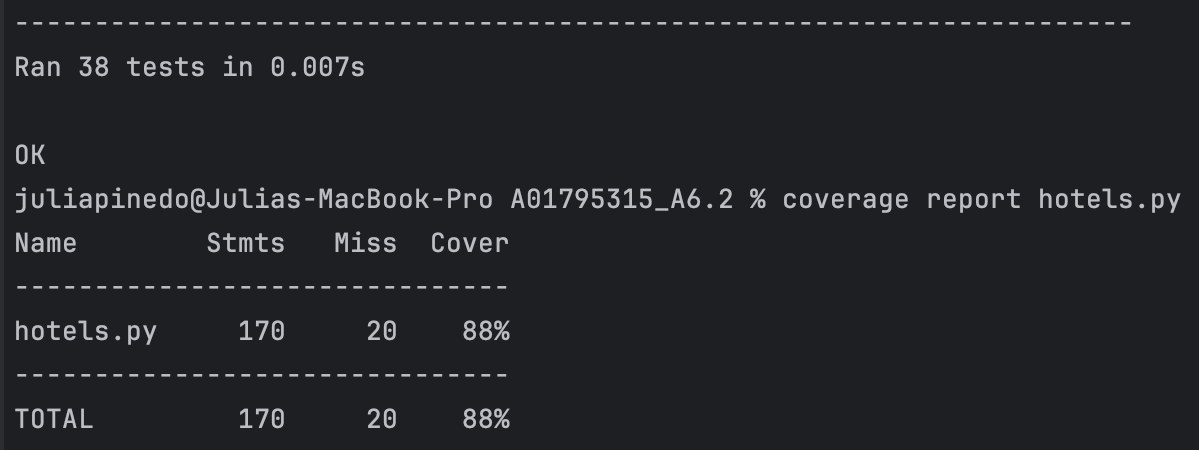 ----------------------------------------------------------------------
Ran 38 tests in 0.007s
OK
juliapinedo@Julias-MacBook-Pro A01795315_A6.2 % coverage report hotels.py
Name        Stmts   Miss  Cover
-------------------------------
hotels.py     170     20    88%
-------------------------------
TOTAL         170     20    88%